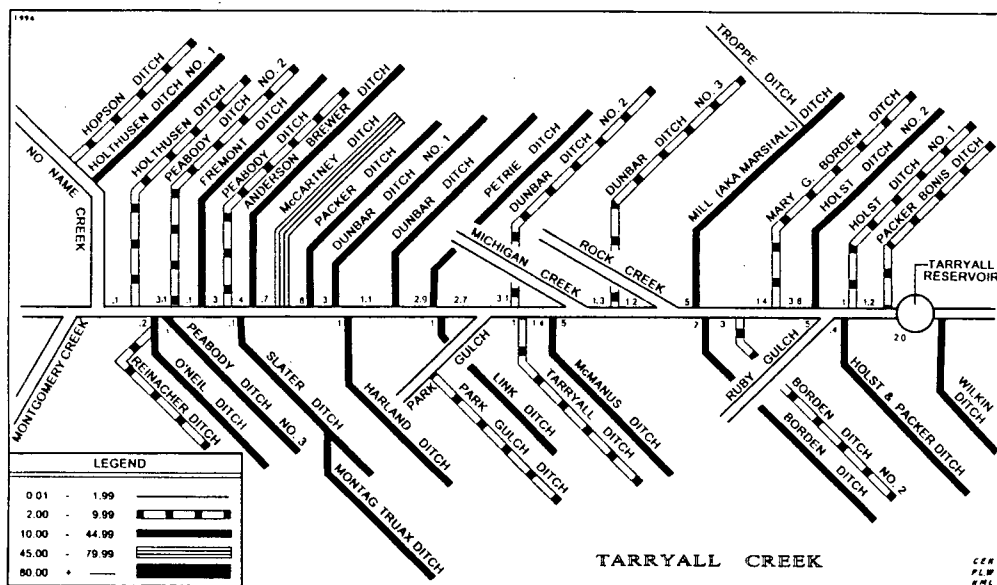 1994
HOPSON DITCH
HOLTHUSEN DITCH NO. 1
HOLTHUSEN DITCH
PEABODY DITCH NO. 2
FREMONT DITCH
PEABODY DITCH
ANDERSON BREWER DITCH
McCARTNEY DITCH
PACKER DITCH
DUNBAR DITCH NO. 1
DUNBAR DITCH
PETRIE DITCH
DUNBAR DITCH NO. 2
DUNBAR DITCH NO. 3
TROPPE DITCH
MILL (AKA MARSHALL) DITCH
MARY G. BORDEN DITCH
HOLST DITCH NO. 2
HOLST DITCH NO. 1
PACKER BONIS DITCH
NO NAME CREEK
MICHIGAN CREEK
ROCK CREEK
TARRYALL
RESERVOIR
.1 3.1 .1 .3 .4 .7 .8 .3 1.1 2.9 2.7 3.1 1.3 1.2 .5 1.4 3.8 .1 1.2
.2 .1 .1 .1 .1 .1 1.4 .5 .2 .3 .5 .4 2.0
MONTGOMERY CREEK
REINACHER DITCH
O'NEIL DITCH
PEABODY DITCH NO. 3
SLATER DITCH
MONTAG TRUAX DITCH
HARLAND DITCH
PARK GULCH
PARK GULCH DITCH
LINK DITCH
TARRYALL DITCH
McMANUS DITCH
RUBY GULCH
BORDEN DITCH NO. 2
BORDEN DITCH
HOLST & PACKER DITCH
WILKIN DITCH
LEGEND
0.01 - 1.99
2.00 - 9.99
10.00 - 44.99
45.00 - 79.99
80.00 +
TARRYALL CREEK
CEK
PLW
KML